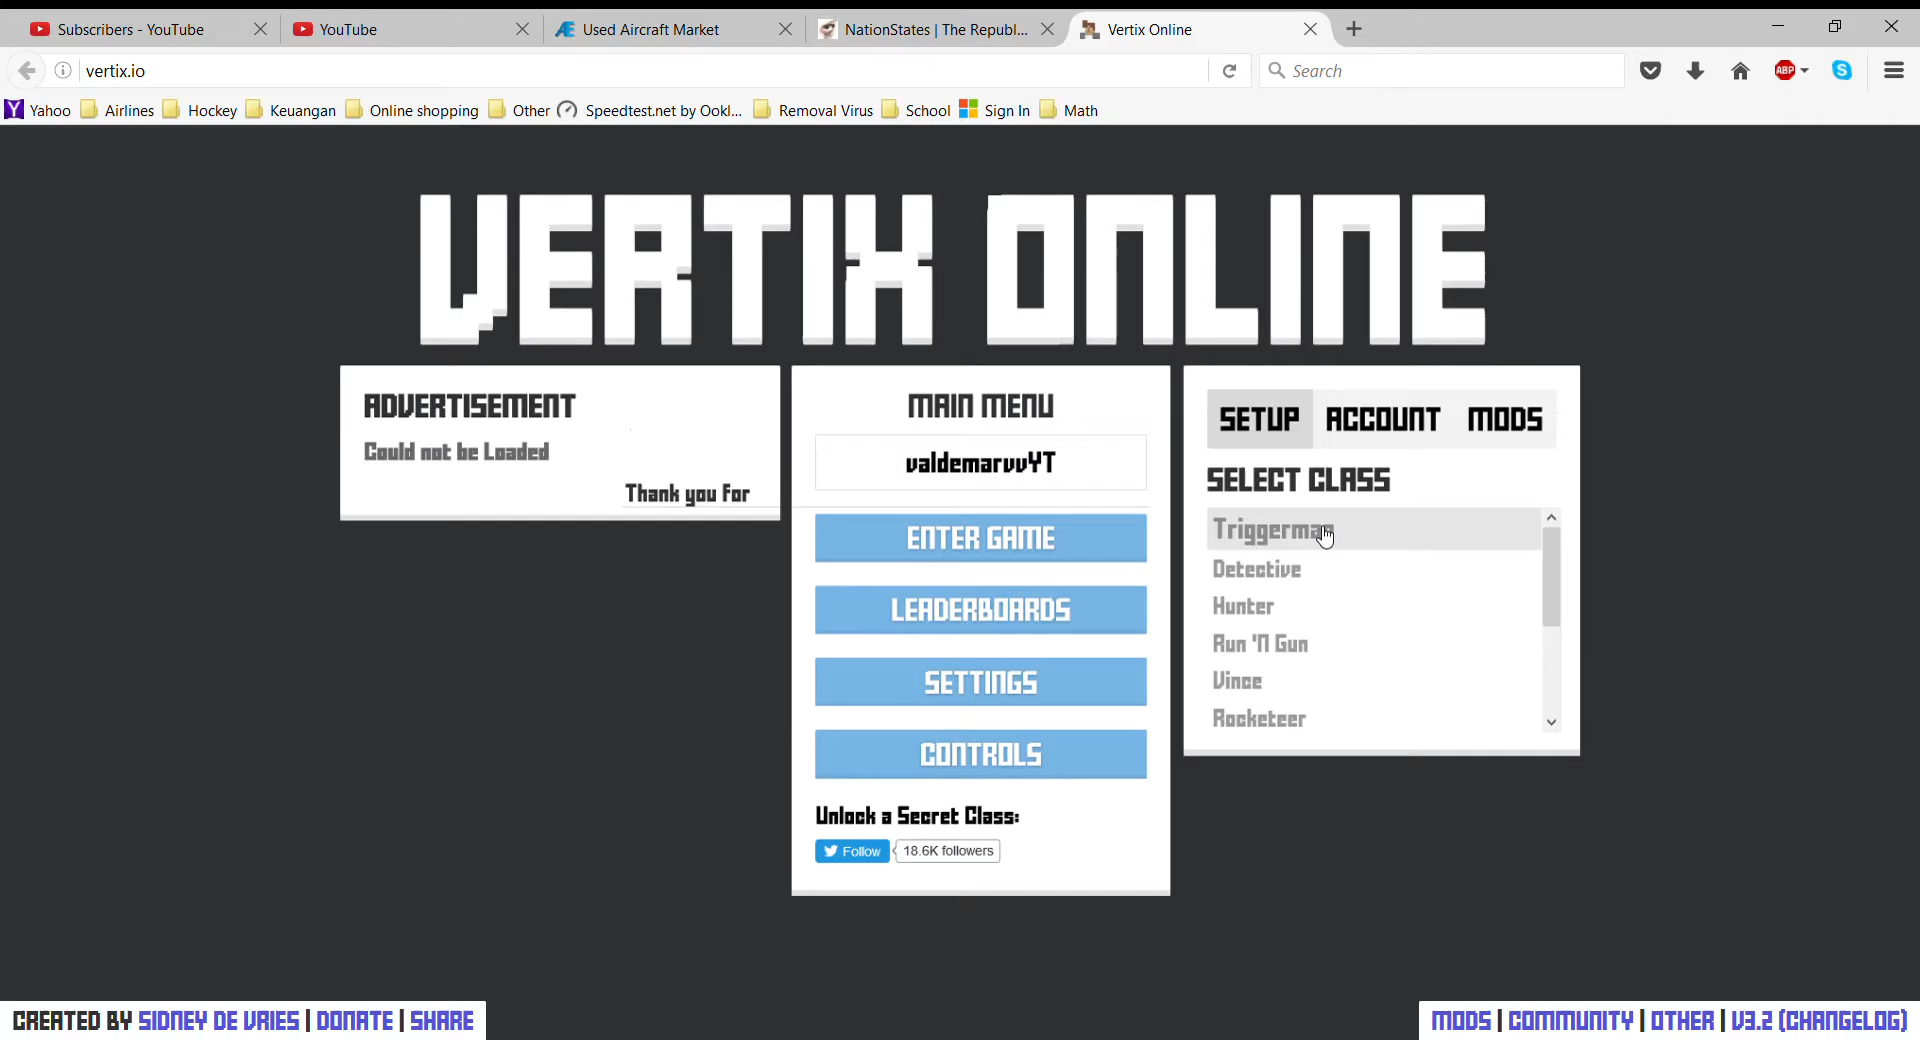 Subscribers - YouTube
YouTube
Used Aircraft Market
NationStates | The Republ...
Vertix Online
vertix.io
Search
ABP
Yahoo
Airlines
Hockey
Keuangan
Online shopping
Other
Speedtest.net by Ookl...
Removal Virus
School
Sign In
Math
VERTIX ONLINE
ADVERTISEMENT
Could not be Loaded
Thank you For
MAIN MENU
valdemarvvYT
ENTER GAME
LEADERBOARDS
SETTINGS
CONTROLS
Unlock a Secret Class:
Follow
18.6K followers
SETUP ACCOUNT MODS
SELECT CLASS
Triggerman
Detective
Hunter
Run 'N Gun
Vince
Rocketeer
CREATED BY SIDNEY DE VRIES | DONATE | SHARE
MODS | COMMUNITY | OTHER | V3.2 (CHANGELOG)